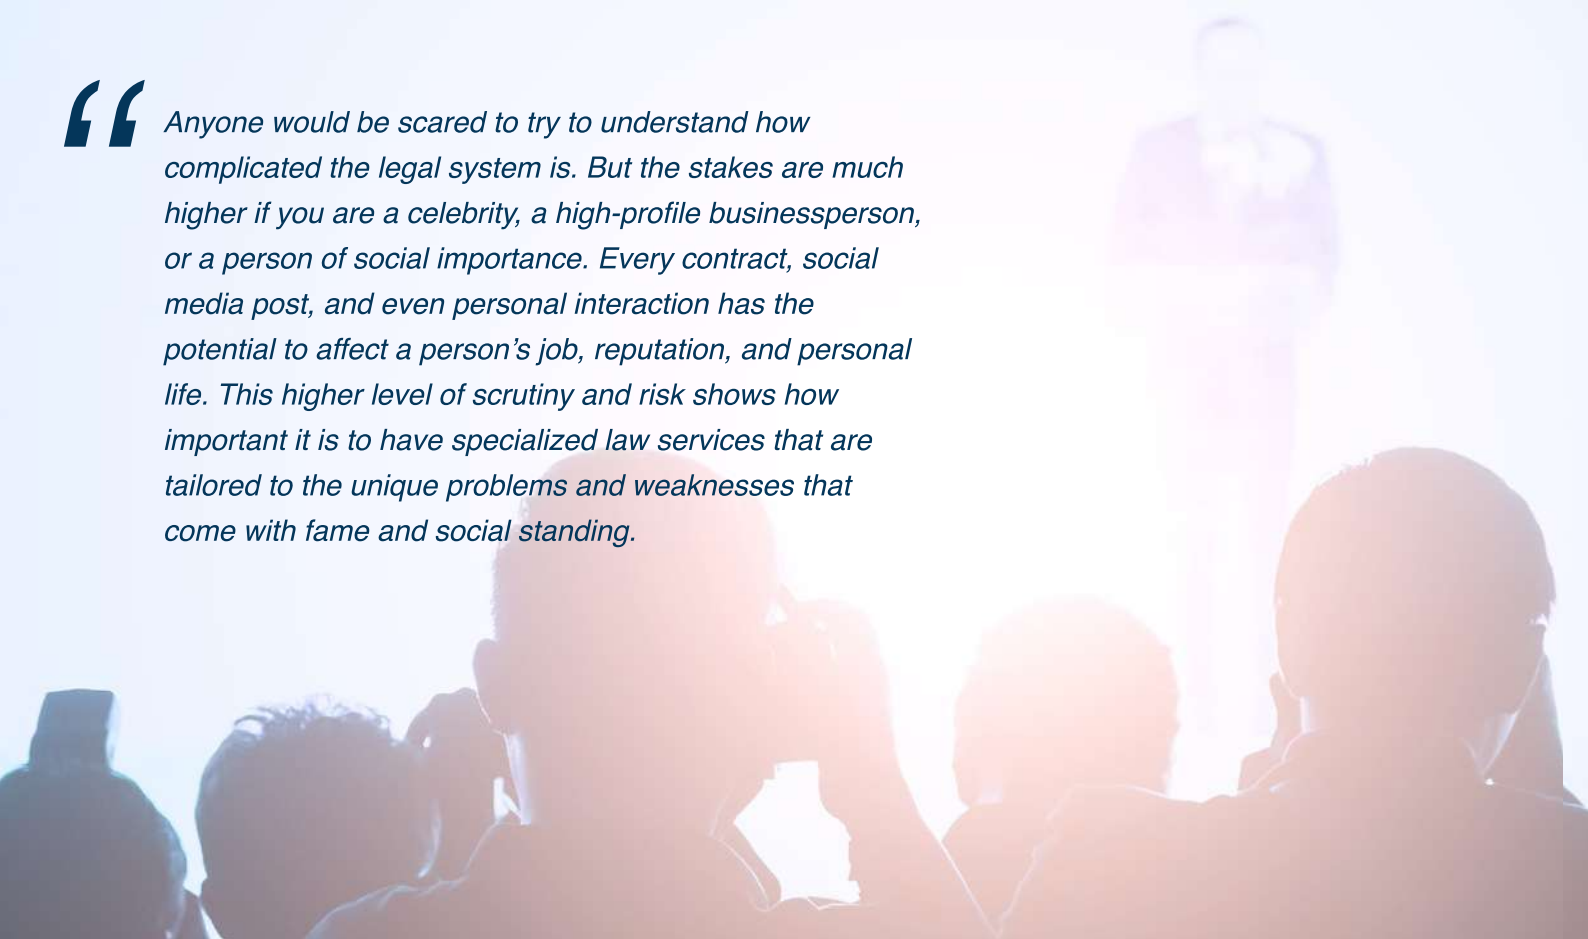 “ Anyone would be scared to try to understand how
complicated the legal system is. But the stakes are much
higher if you are a celebrity, a high-profile businessperson,
or a person of social importance. Every contract, social
media post, and even personal interaction has the
potential to affect a person’s job, reputation, and personal
life. This higher level of scrutiny and risk shows how
important it is to have specialized law services that are
tailored to the unique problems and weaknesses that
come with fame and social standing.